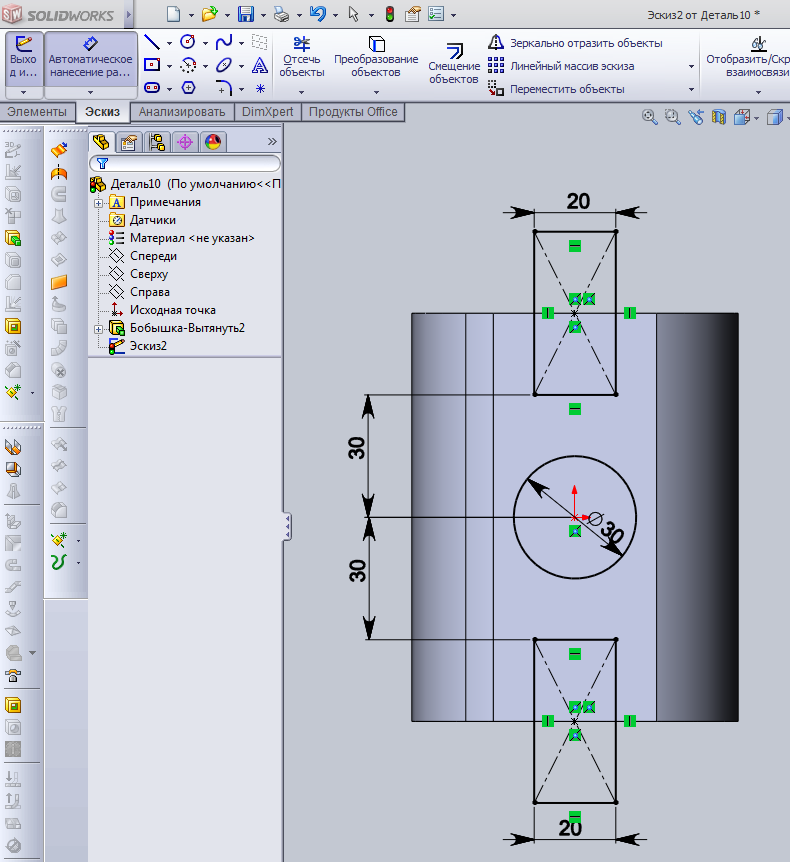 SOLIDWORKS
Эскиз2 от Деталь10 *
Выхо
д и...
Автоматическое
нанесение ра...
Отсечь
объекты
Преобразование
объектов
Смещение
объектов
Зеркально отразить объекты
Линейный массив эскиза
Переместить объекты
Отобразить/Скр
взаимосвязи
Элементы
Эскиз
Анализировать
DimXpert
Продукты Office
Деталь10 (По умолчанию<<П
Примечания
Датчики
Материал <не указан>
Спереди
Сверху
Справа
Исходная точка
Бобышка-Вытянуть2
Эскиз2
20
30
∅30
30
20